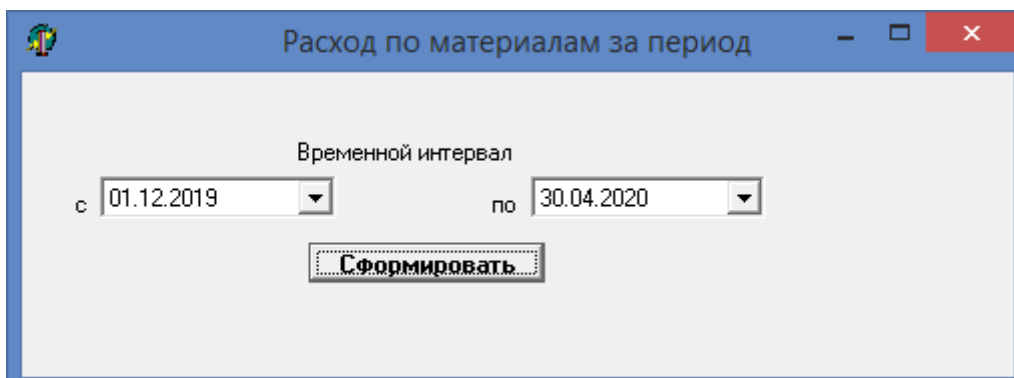 Расход по материалам за период
Временной интервал
с 01.12.2019 по 30.04.2020
Сформировать